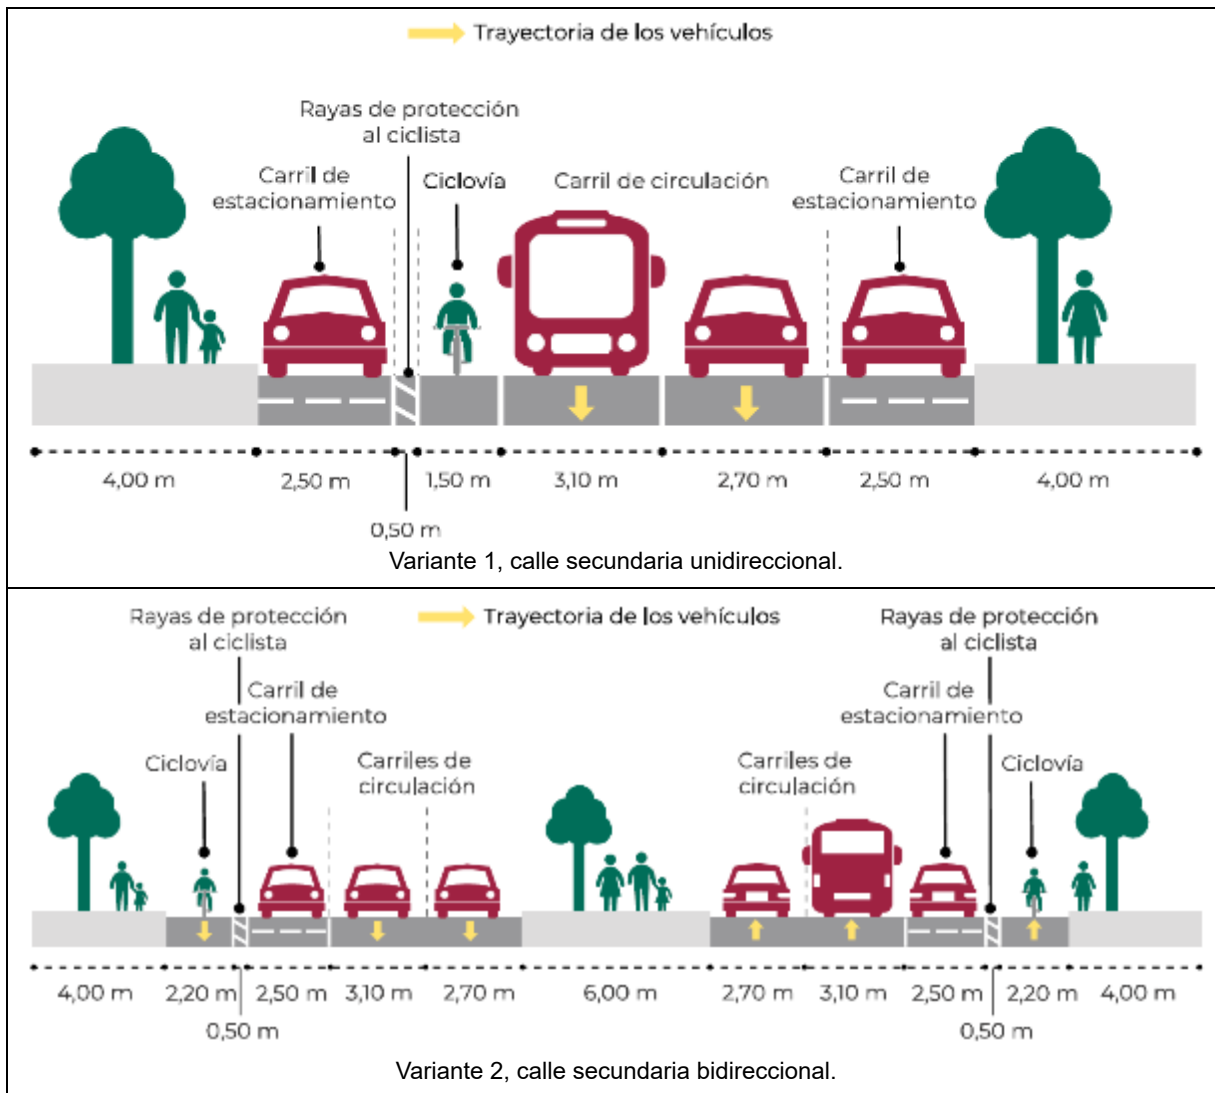 Trayectoria de los vehículos
Rayas de protección
al ciclista
Carril de
estacionamiento
Ciclovía
Carril de circulación
Carril de
estacionamiento
4,00 m
2,50 m
0,50 m
1,50 m
3,10 m
2,70 m
2,50 m
4,00 m
Variante 1, calle secundaria unidireccional.
Rayas de protección
al ciclista
Trayectoria de los vehículos
Rayas de protección
al ciclista
Carril de
estacionamiento
Carril de
estacionamiento
Ciclovía
Carriles de
circulación
Carriles de
circulación
Ciclovía
4,00 m
2,20 m
0,50 m
2,50 m
3,10 m
2,70 m
6,00 m
2,70 m
3,10 m
2,50 m
0,50 m
2,20 m
4,00 m
Variante 2, calle secundaria bidireccional.